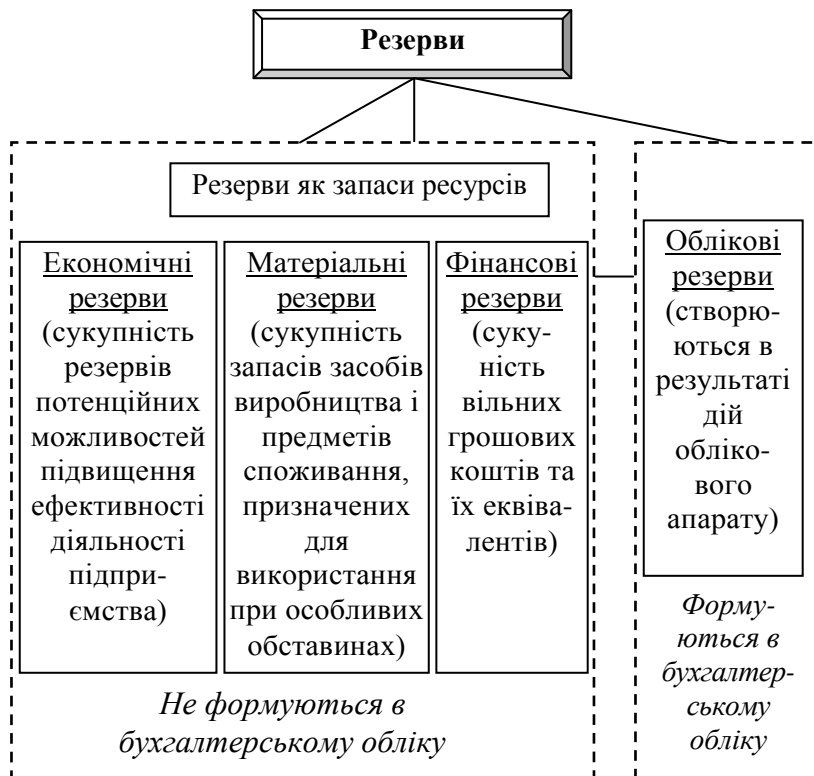 Резерви
Резерви як запаси ресурсів
Економічні
резерви
(сукупність
резервів
потенційних
можливостей
підвищення
ефективності
діяльності
підпри-
ємства)
Матеріальні
резерви
(сукупність
запасів засобів
виробництва і
предметів
споживання,
призначених
для
використання
при особливих
обставинах)
Фінансові
резерви
(суку-
ність
вільних
грошових
коштів та
їх еквіва-
лентів)
Не формуються в
бухгалтерському обліку
Облікові
резерви
(створю-
ються в
результаті
дій
обліко-
вого
апарату)
Форму-
ються в
бухгалтер-
ському
обліку